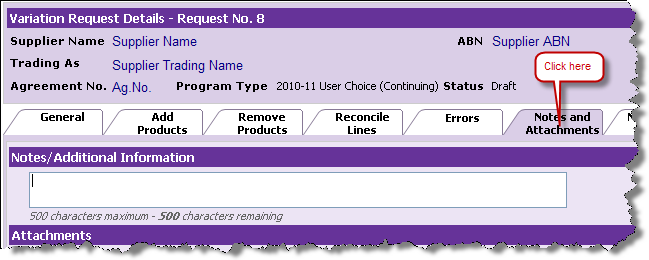 Variation Request Details - Request No. 8
Supplier Name Supplier Name ABN Supplier ABN
Trading As Supplier Trading Name
Click here
Agreement No. Ag.No. Program Type 2010-11 User Choice (Continuing) Status Draft
General
Add Products
Remove Products
Reconcile Lines
Errors
Notes and Attachments
N
Notes/Additional Information
500 characters maximum - 500 characters remaining
Attachments